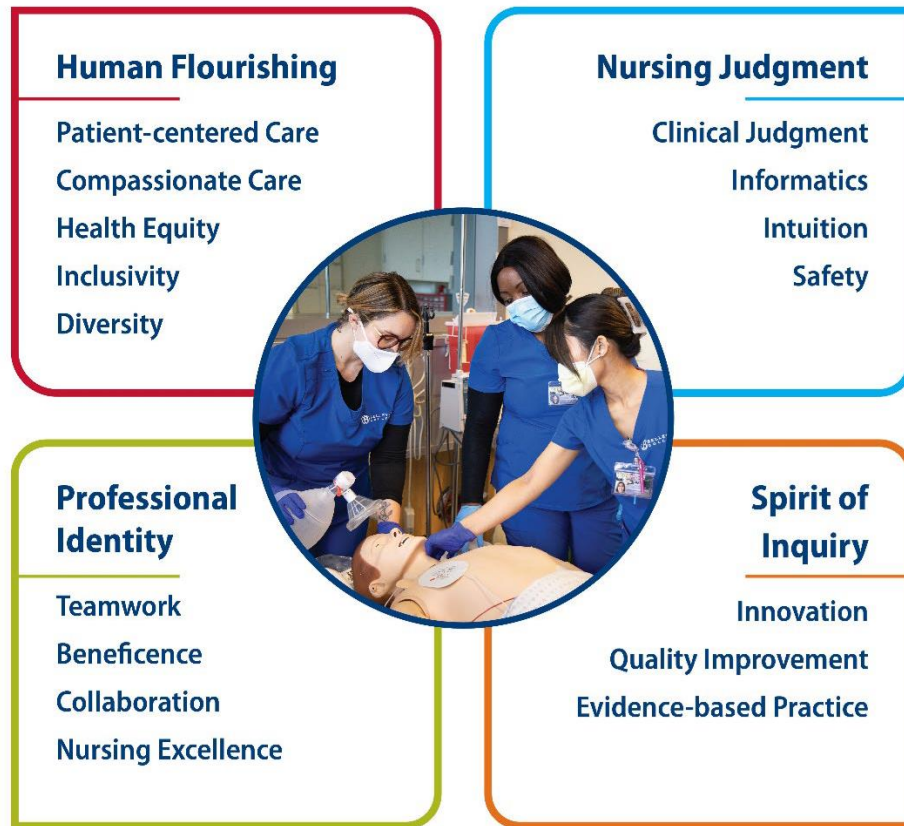 Human Flourishing
Patient-centered Care
Compassionate Care
Health Equity
Inclusivity
Diversity
Nursing Judgment
Clinical Judgment
Informatics
Intuition
Safety
Professional
Identity
Teamwork
Beneficence
Collaboration
Nursing Excellence
Spirit of
Inquiry
Innovation
Quality Improvement
Evidence-based Practice